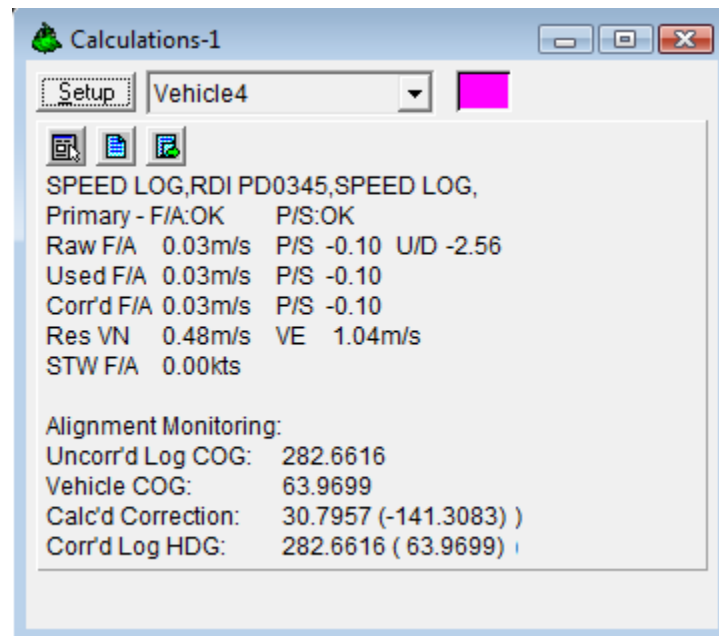 Calculations-1
Setup Vehicle4
SPEED LOG,RDI PD0345,SPEED LOG,
Primary - F/A:OK P/S:OK
Raw F/A 0.03m/s P/S -0.10 U/D -2.56
Used F/A 0.03m/s P/S -0.10
Corr'd F/A 0.03m/s P/S -0.10
Res VN 0.48m/s VE 1.04m/s
STW F/A 0.00kts
Alignment Monitoring:
Uncorr'd Log COG: 282.6616
Vehicle COG: 63.9699
Calc'd Correction: 30.7957 (-141.3083) )
Corr'd Log HDG: 282.6616 ( 63.9699) (